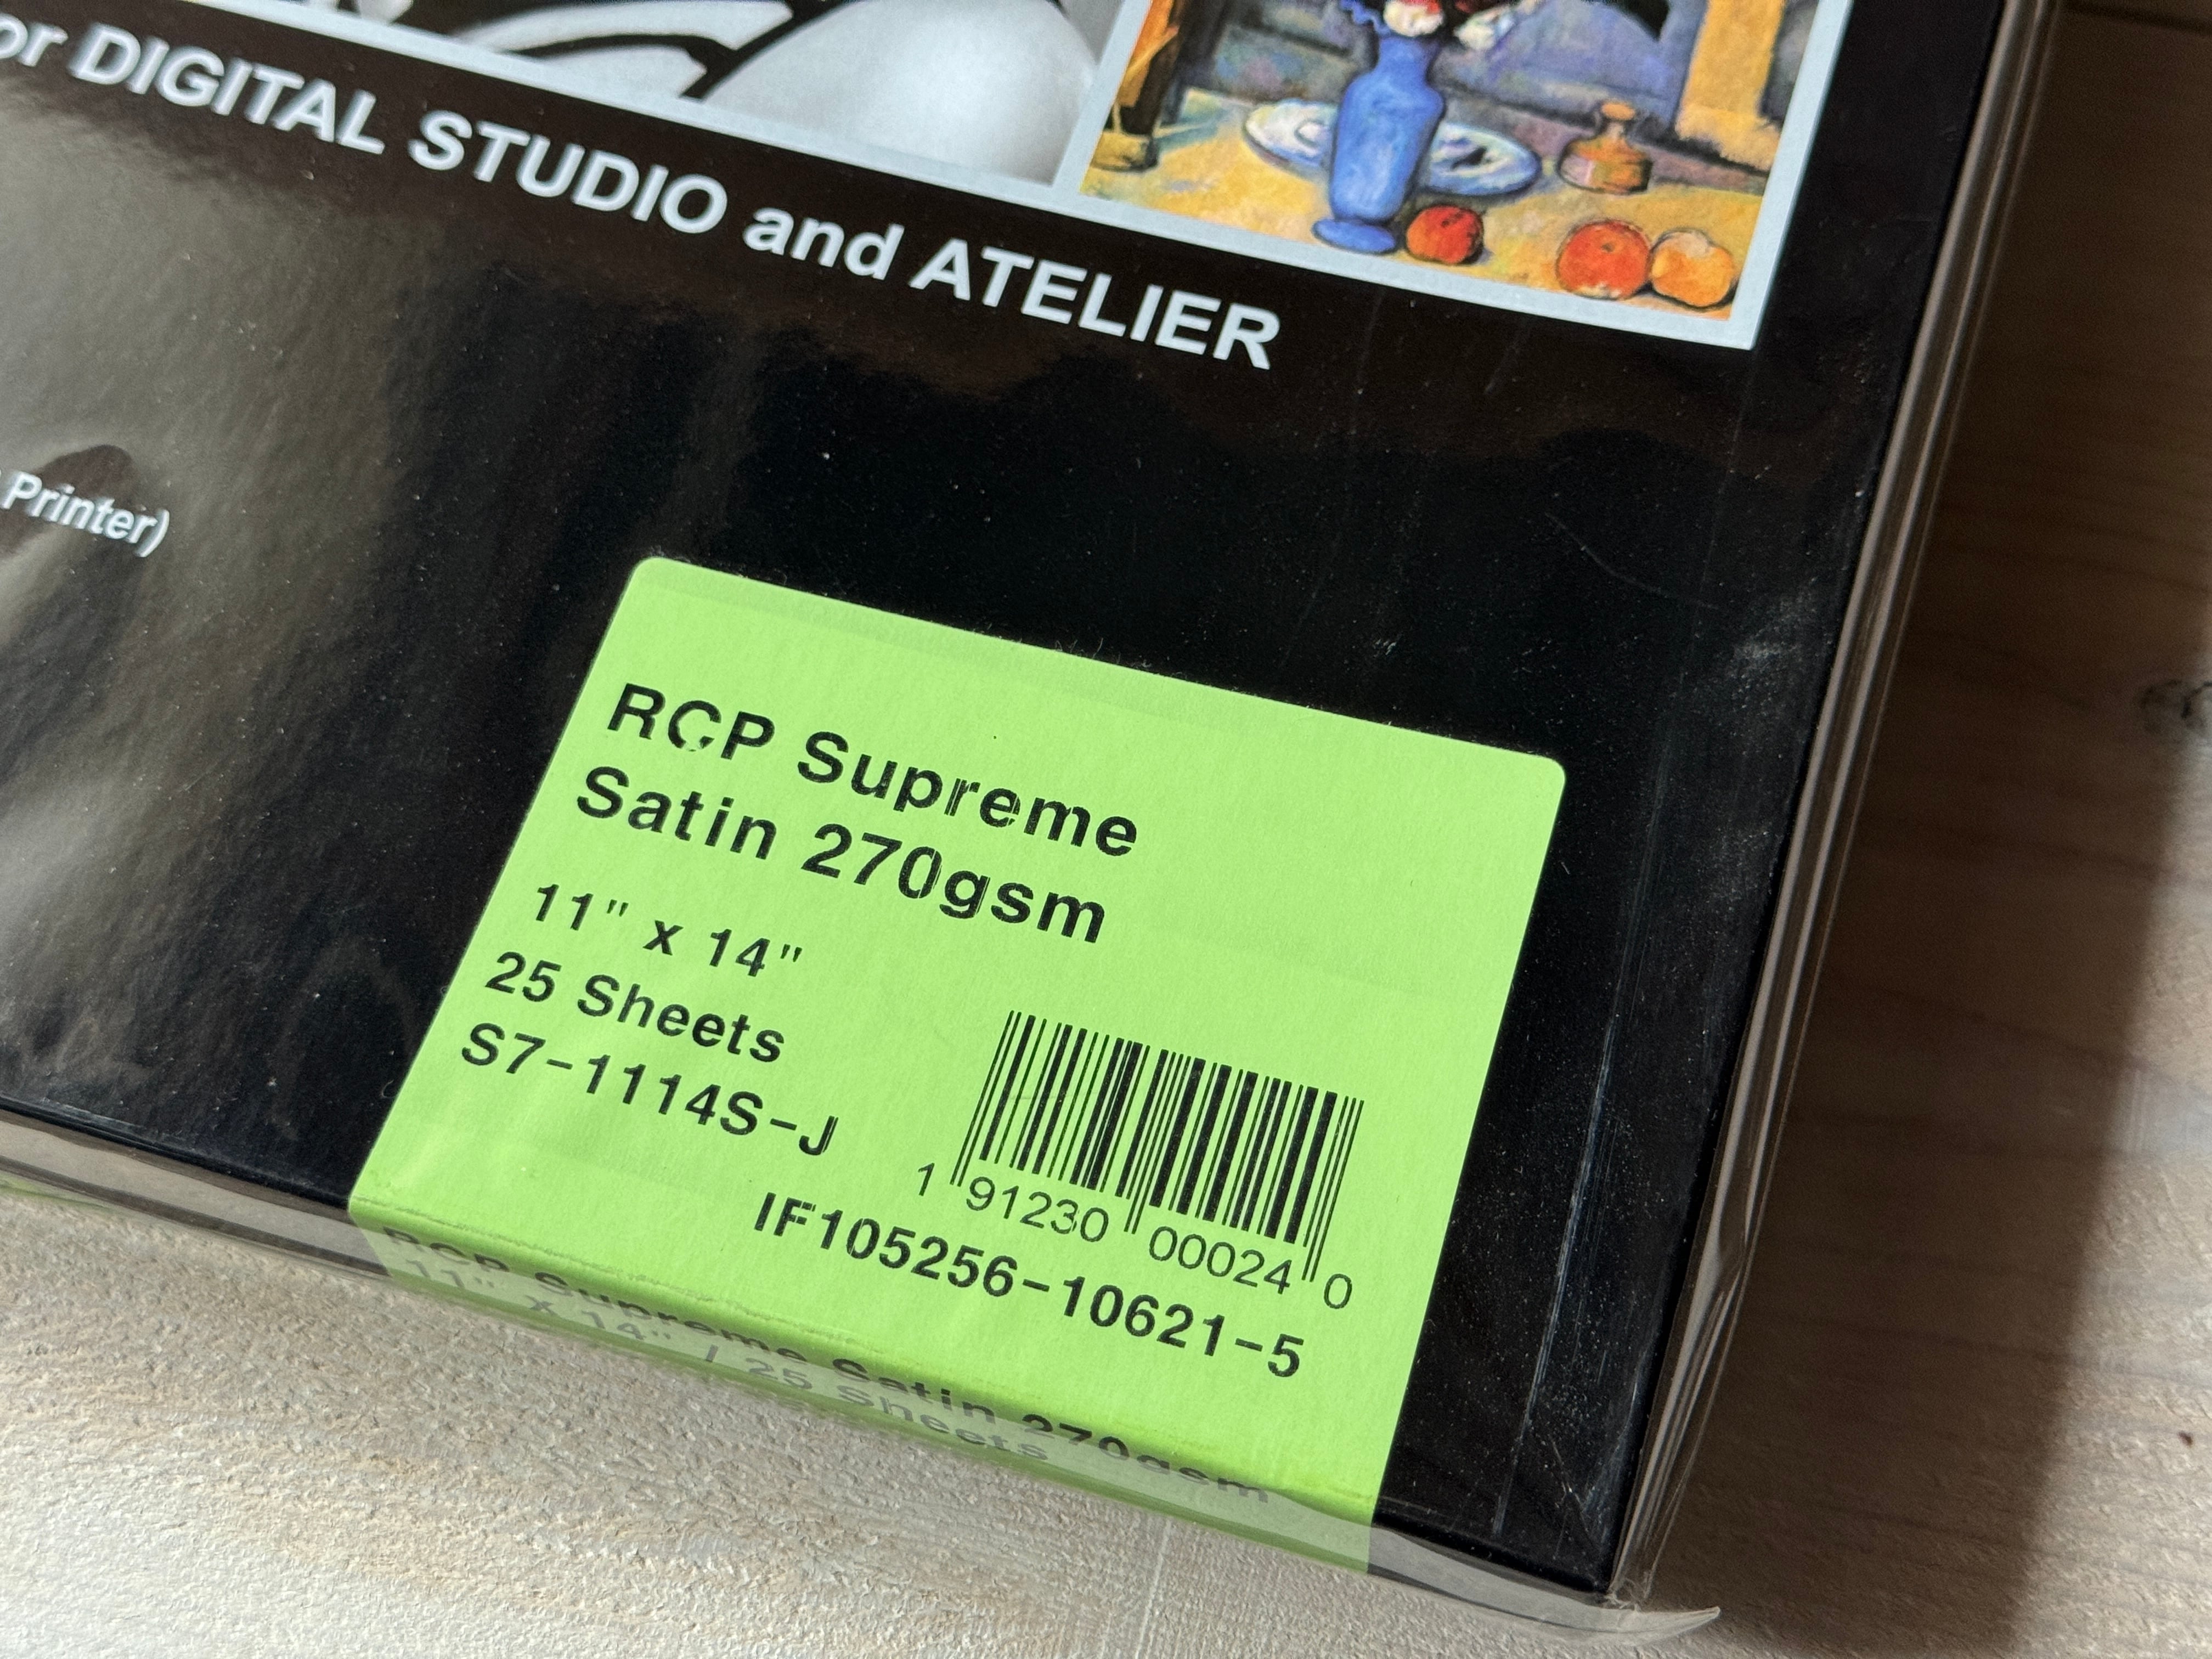 or DIGITAL STUDIO and ATELIER
Printer)
RCP Supreme
Satin 270gsm
11" x 14"
25 Sheets
S7-1114S-J
1 91230 00024 0
IF105256-10621-5
RCP Supreme Satin 270gsm
11" x 14" / 25 Sheets